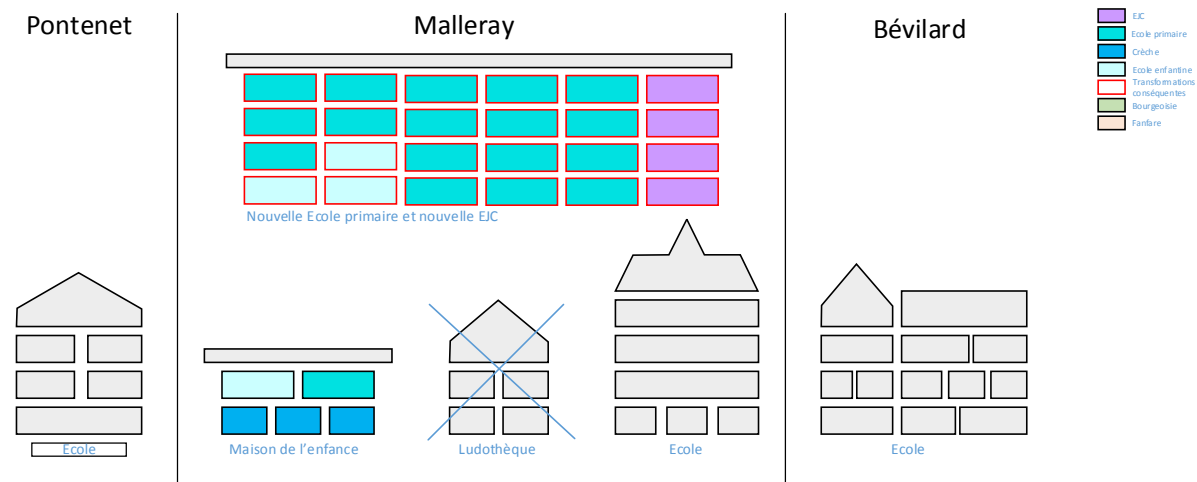 Pontenet
Malleray
Bévilard
EJC
Ecole primaire
Crèche
Ecole enfantine
Transformations
conséquentes
Bourgeoisie
Fanfare
Nouvelle Ecole primaire et nouvelle EJC
Ecole
Maison de l'enfance
Ludothèque
Ecole
Ecole